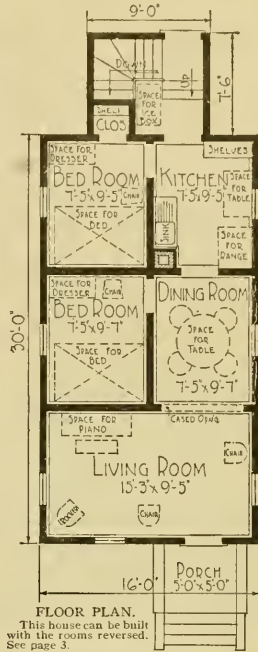 9'-0"
DOWN
UP
7'-6"
SPACE
FOR
ICE
BOX
SHELF
CLOS
SPACE FOR
DRESSER
BED ROOM
7'-5"x9'-5"
CHAIR
SPACE FOR
BED
KITCHEN
7'-5"x9'-5"
SHELVES
SPACE
FOR
TABLE
SINK
SPACE
FOR
RANGE
30'-0"
SPACE FOR
DRESSER
CHAIR
BED ROOM
7'-5"x9'-7"
SPACE FOR
BED
DINING ROOM
SPACE
FOR
TABLE
7'-5"x9'-7"
CASED OPNG
SPACE FOR
PIANO
CHAIR
LIVING ROOM
15'-3"x9'-5"
ROCKER
CHAIR
16'-0"
PORCH
5'-0"x5'-0"
FLOOR PLAN.
This house can be built
with the rooms reversed.
See page 3.